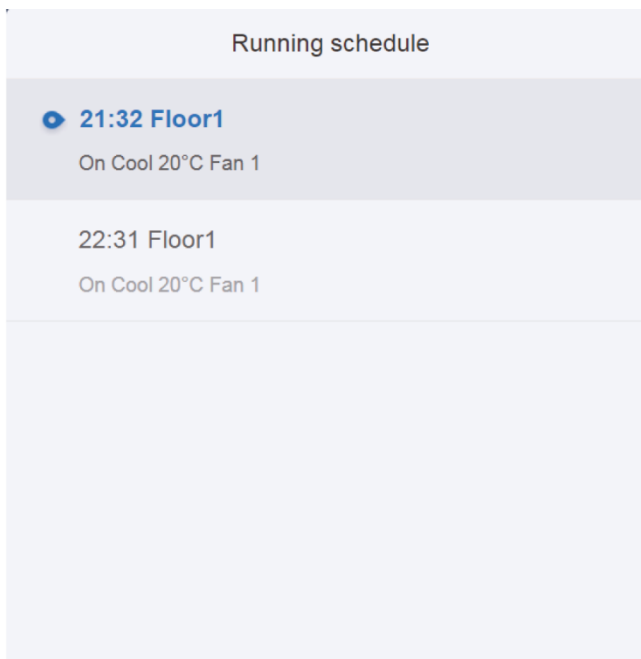 Running schedule
21:32 Floor1
On Cool 20°C Fan 1
22:31 Floor1
On Cool 20°C Fan 1